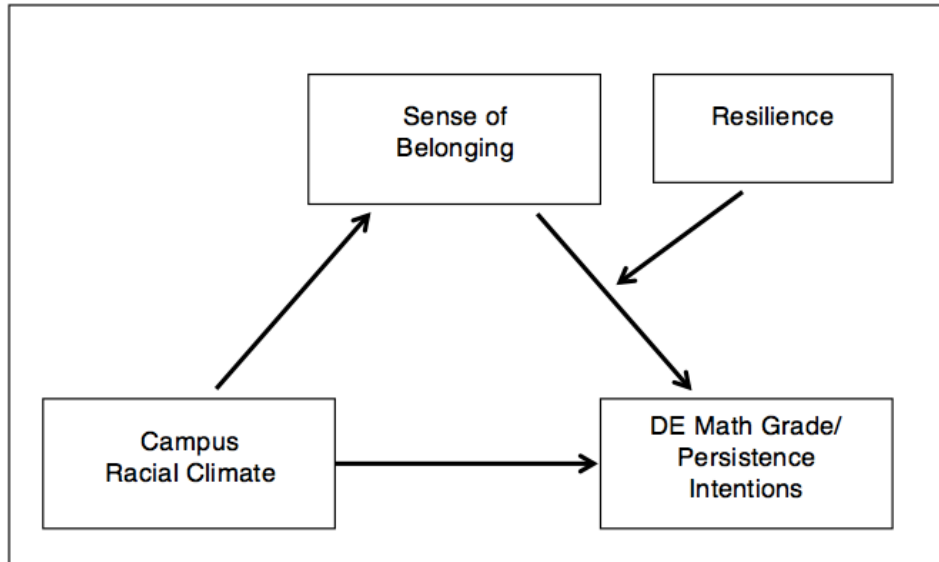 Sense of
Belonging
Resilience
Campus
Racial Climate
DE Math Grade/
Persistence
Intentions